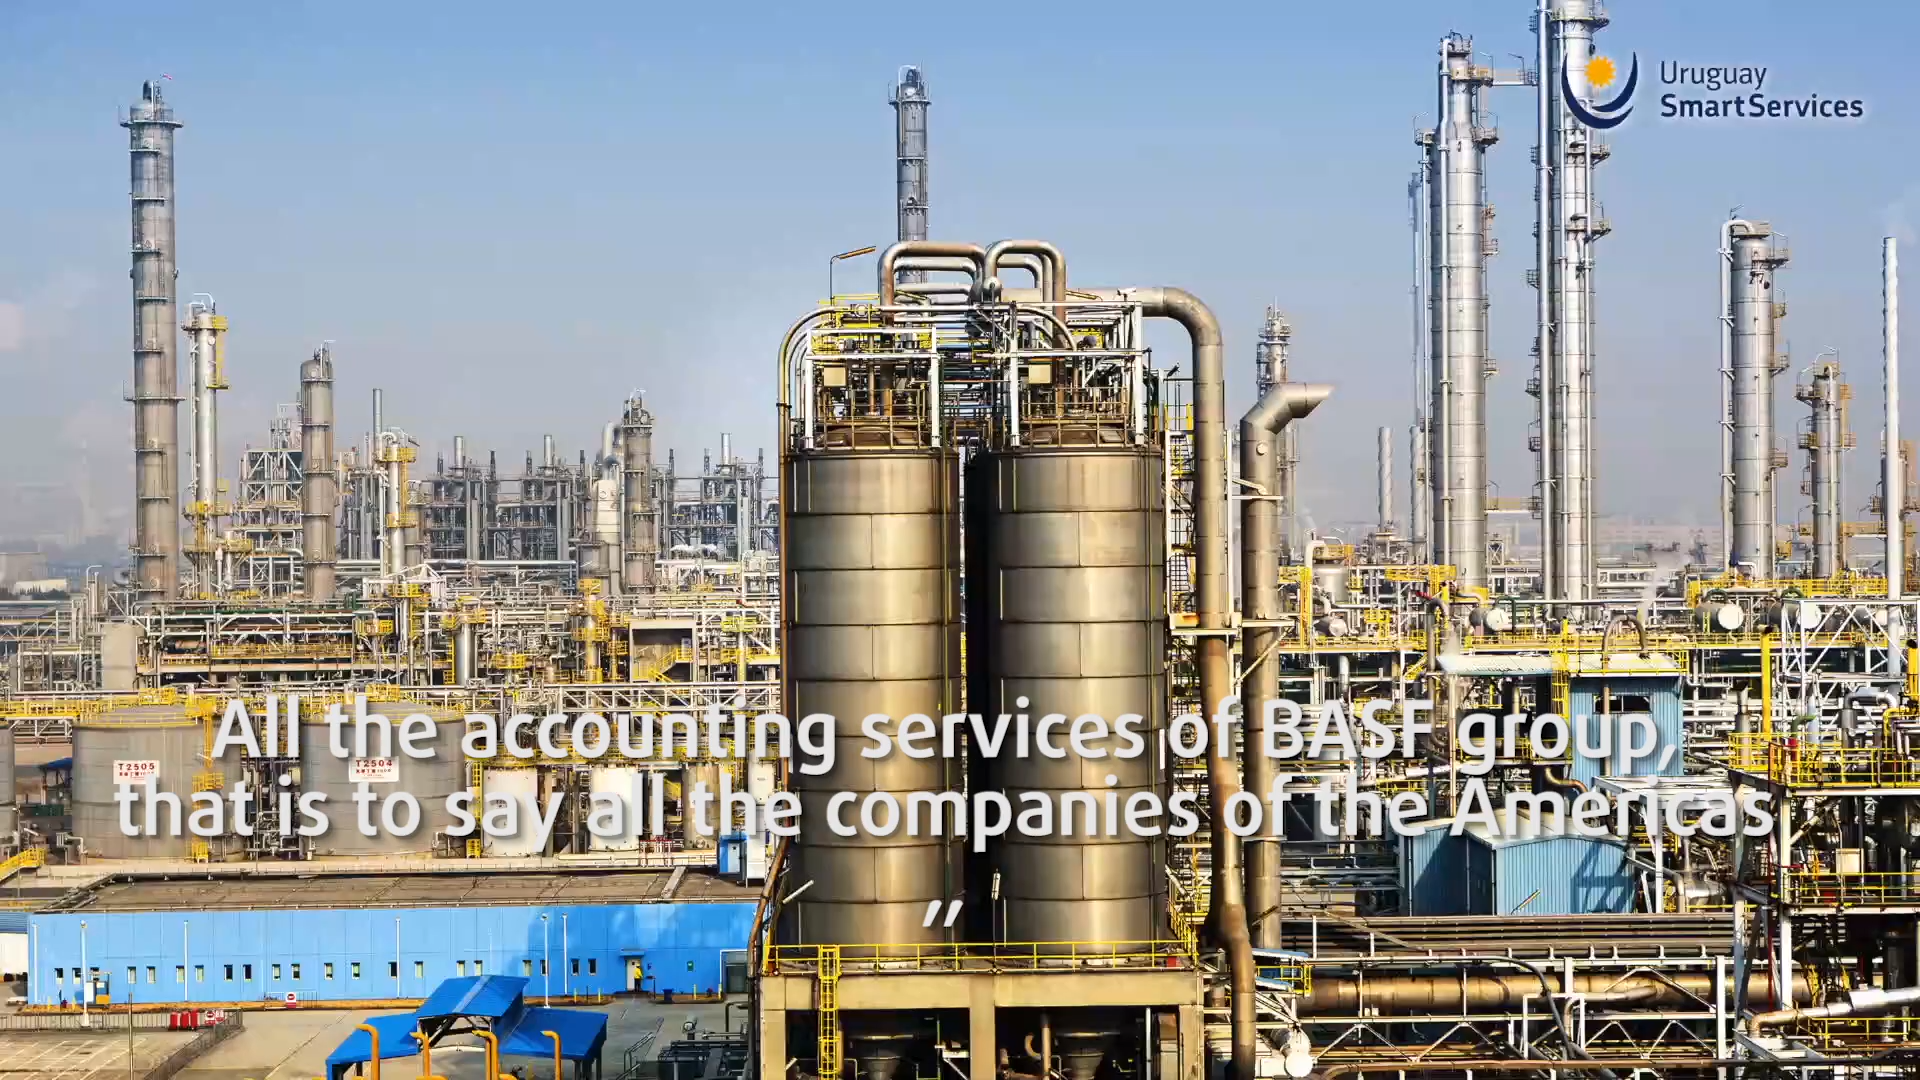 Uruguay
SmartServices
All the accounting services of BASF group,
T2505
T2504
that is to say all the companies of the Americas
”